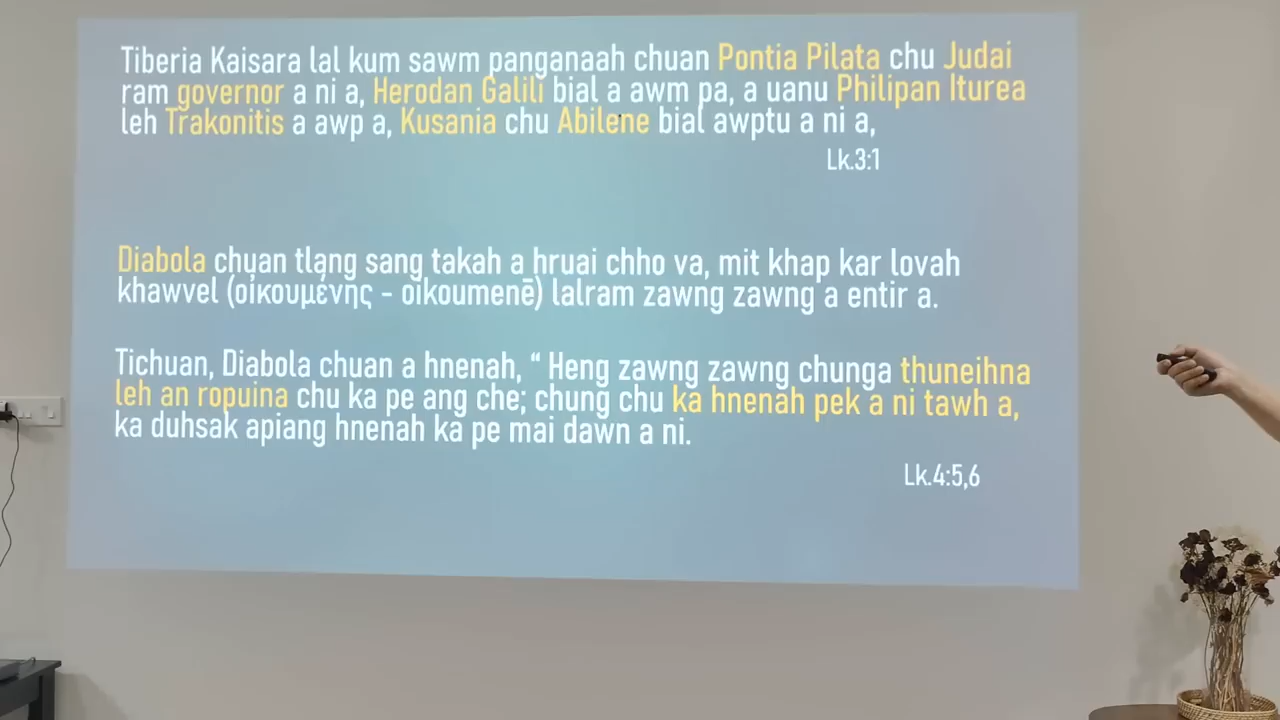 Tiberia Kaisara lal kum sawm panganaah chuan Pontia Pilata chu Judai
ram governor a ni a, Herodan Galili bial a awm pa, a uanu Philipan Iturea
leh Trakonitis a awp a, Kusania chu Abilene bial awptu a ni a,
Lk.3:1
Diabola chuan tlang sang takah a hruai chho va, mit khap kar lovah
khawvel (οἰκουμένης - oikoumenē) lalram zawng zawng a entir a.
Tichuan, Diabola chuan a hnenah, “ Heng zawng zawng chunga thuneihna
leh an ropuina chu ka pe ang che; chung chu ka hnenah pek a ni tawh a,
ka duhsak apiang hnenah ka pe mai dawn a ni.
Lk.4:5,6